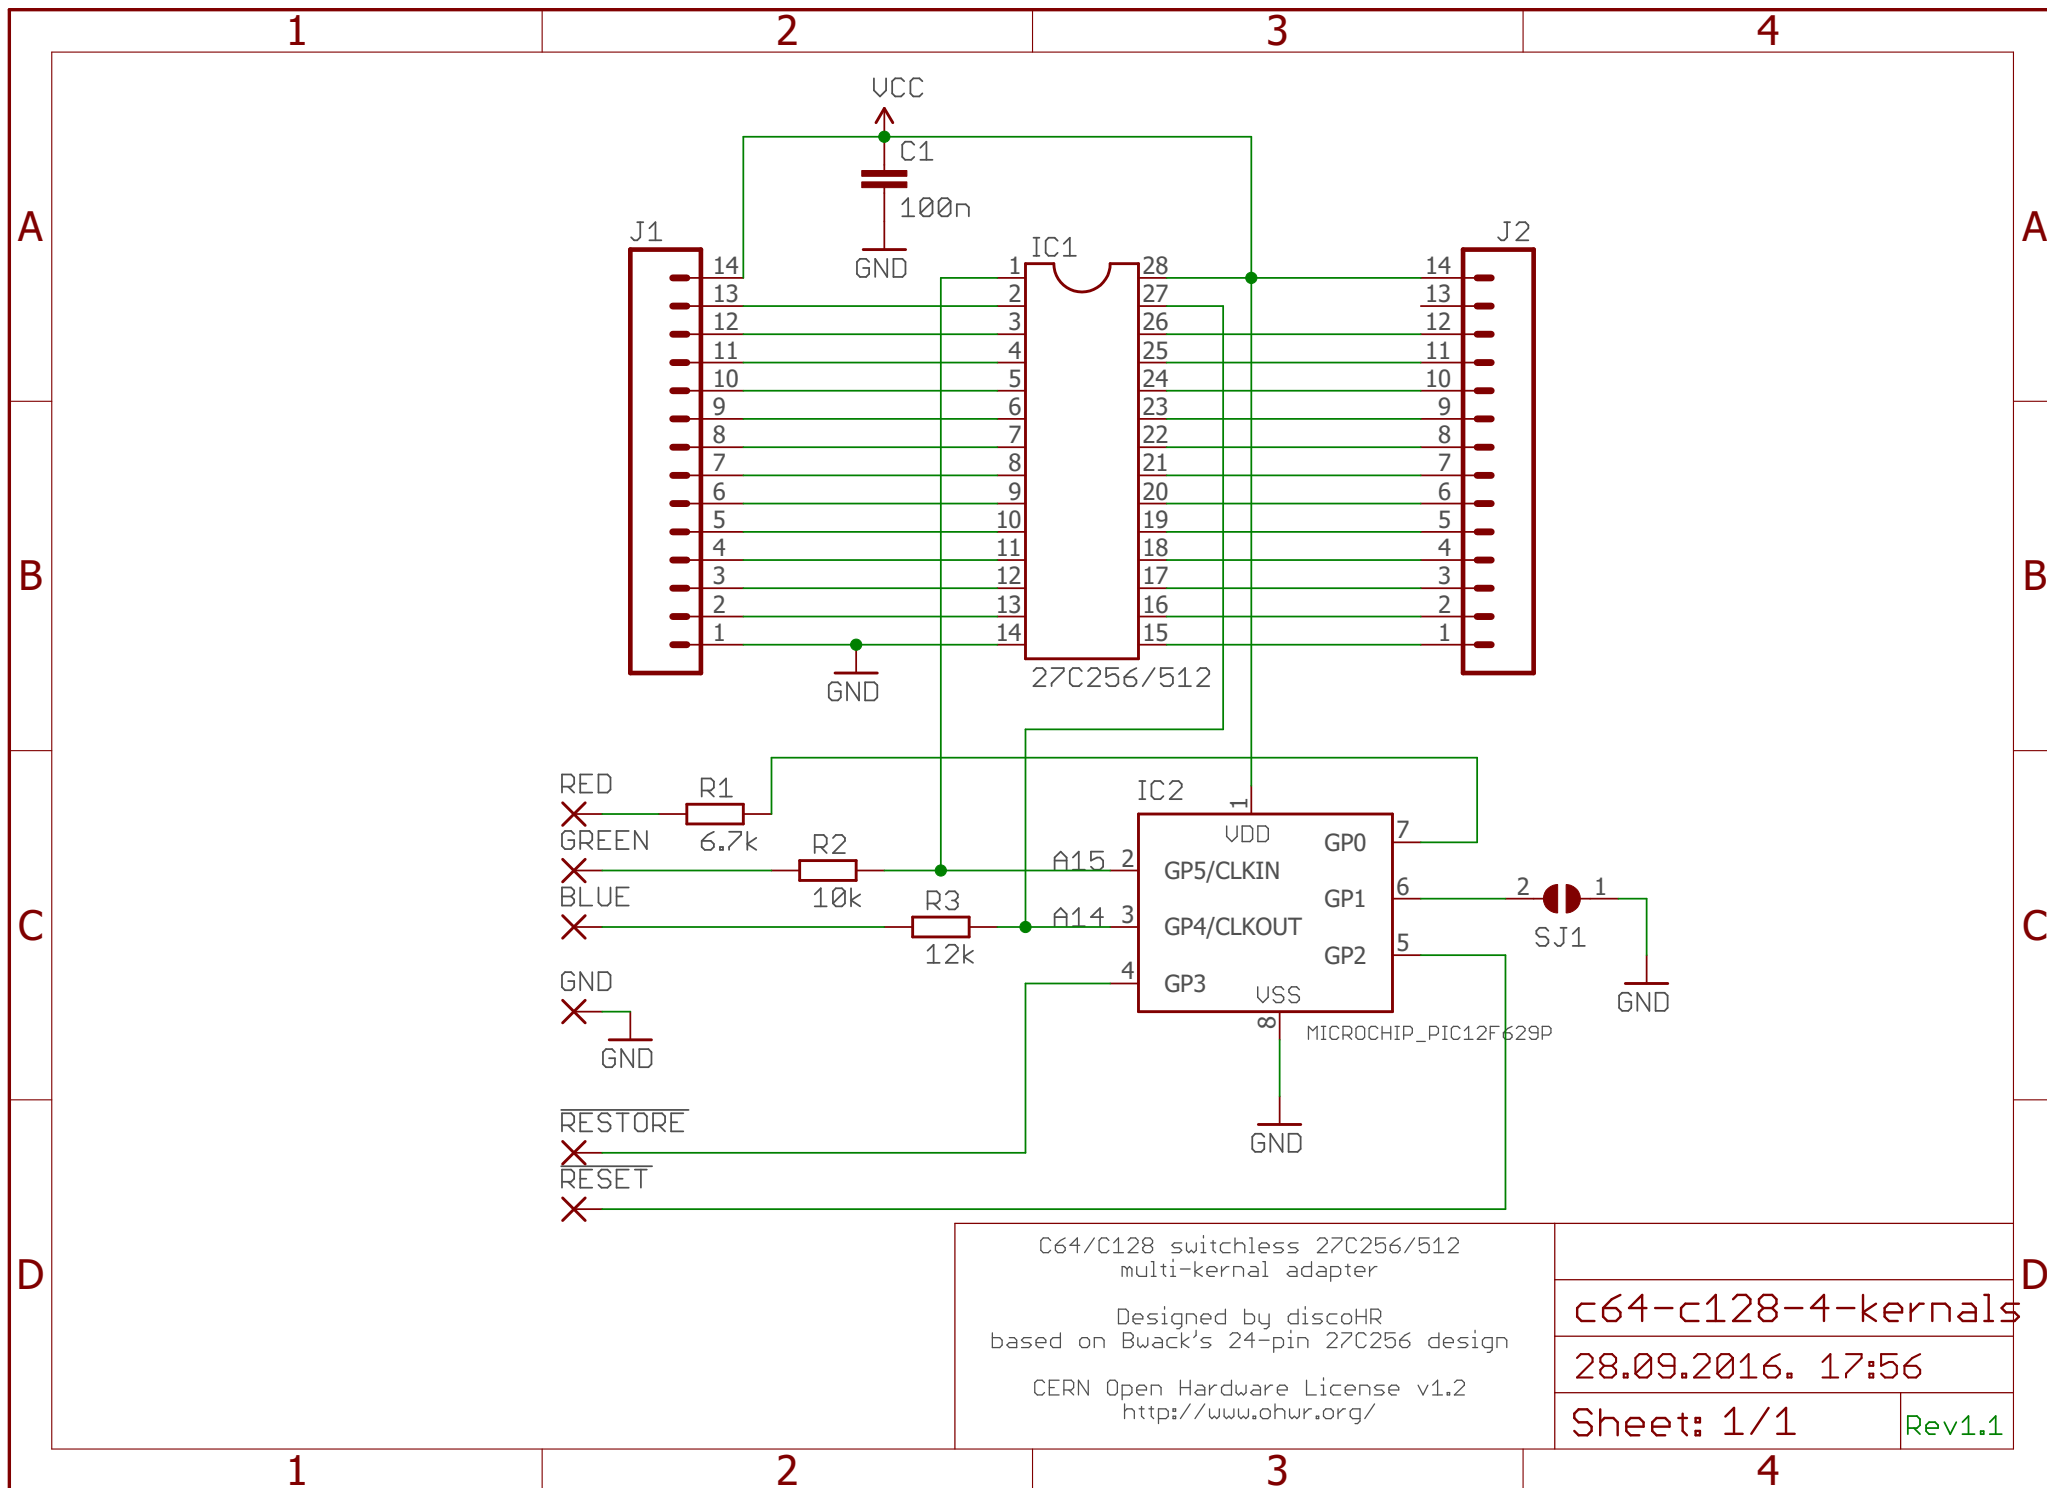 1 2 3 4
VCC
C1
100n
GND
A A
J1 IC1 J2
14 1 28 14
13 2 27 13
12 3 26 12
11 4 25 11
10 5 24 10
9 6 23 9
8 7 22 8
7 8 21 7
6 9 20 6
5 10 19 5
4 11 18 4
3 12 17 3
2 13 16 2
1 14 15 1
B B
GND
27C256/512
RED
R1
6.7k
GREEN
R2
10k
BLUE
R3
12k
A15
A14
IC2
1
VDD
GP0 7
2 GP5/CLKIN
GP1 6
3 GP4/CLKOUT
GP2 5
4 GP3
VSS
8
MICROCHIP_PIC12F629P
2 1
SJ1
GND
C C
GND
GND
GND
RESTORE
RESET
D D
C64/C128 switchless 27C256/512
multi-kernal adapter
Designed by discoHR
based on Bwack's 24-pin 27C256 design
CERN Open Hardware License v1.2
http://www.ohwr.org/
c64-c128-4-kernals
28.09.2016. 17:56
Sheet: 1/1
Rev1.1
1 2 3 4